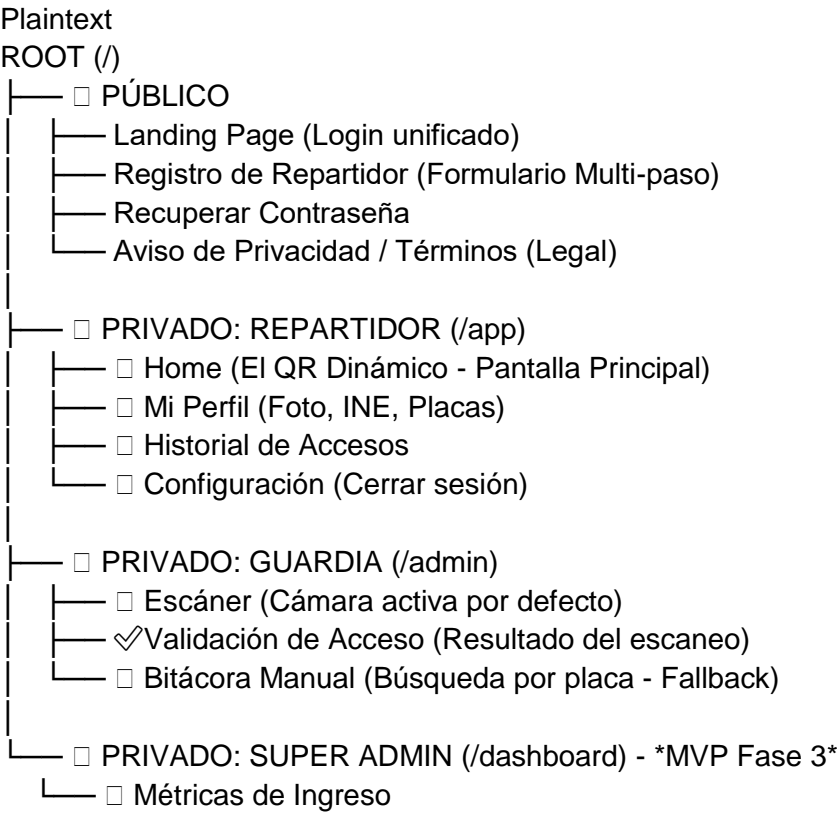 Plaintext
ROOT (/)
├── □ PÚBLICO
│   ├── Landing Page (Login unificado)
│   ├── Registro de Repartidor (Formulario Multi-paso)
│   ├── Recuperar Contraseña
│   └── Aviso de Privacidad / Términos (Legal)
│
├── □ PRIVADO: REPARTIDOR (/app)
│   ├── □ Home (El QR Dinámico - Pantalla Principal)
│   ├── □ Mi Perfil (Foto, INE, Placas)
│   ├── □ Historial de Accesos
│   └── □ Configuración (Cerrar sesión)
│
├── □ PRIVADO: GUARDIA (/admin)
│   ├── □ Escáner (Cámara activa por defecto)
│   ├── ✅Validación de Acceso (Resultado del escaneo)
│   └── □ Bitácora Manual (Búsqueda por placa - Fallback)
│
└── □ PRIVADO: SUPER ADMIN (/dashboard) - *MVP Fase 3*
    └── □ Métricas de Ingreso